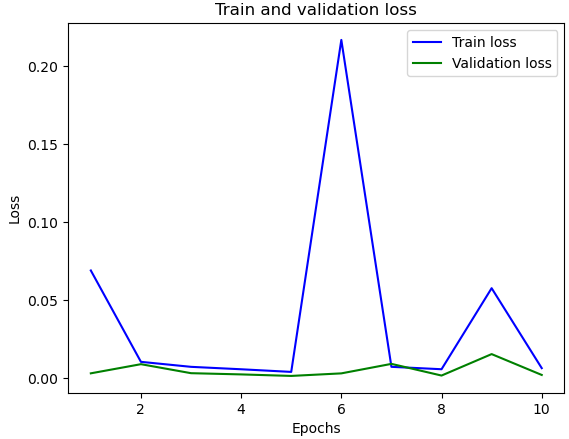 Train and validation loss
Train loss
Validation loss
Loss
0.20
0.15
0.10
0.05
0.00
2 4 6 8 10
Epochs